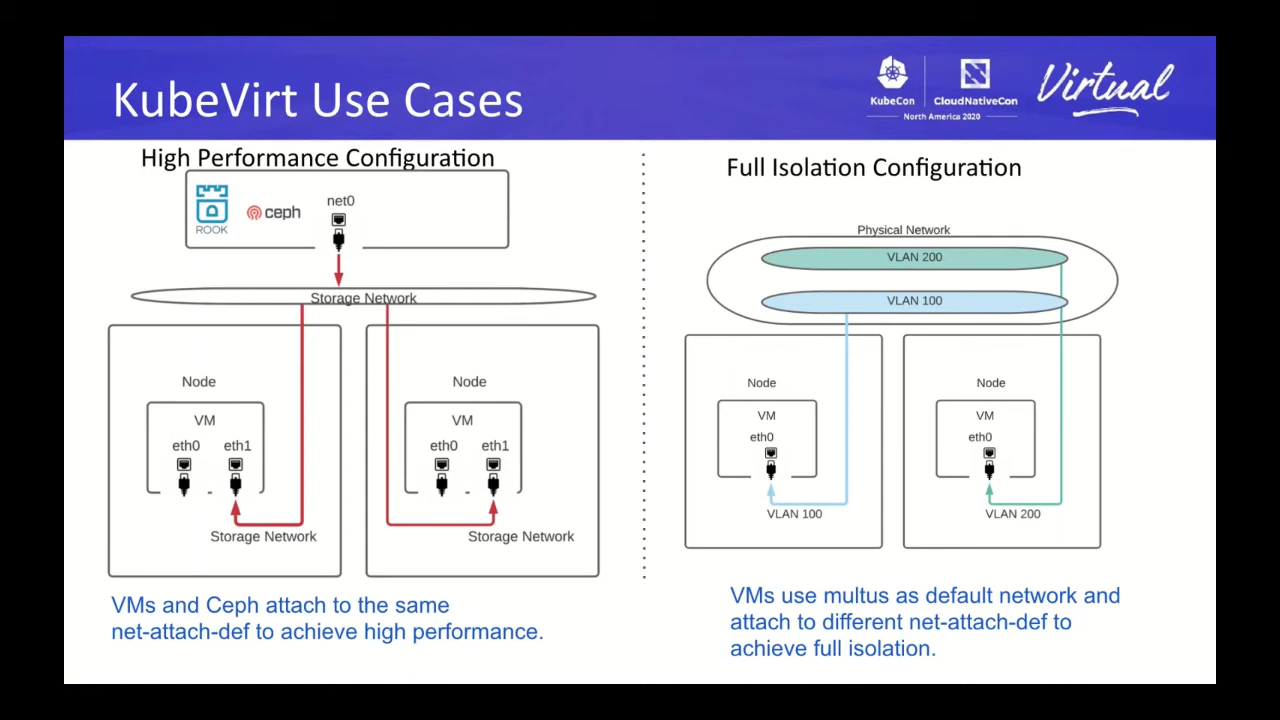 KubeVirt Use Cases
KubeCon
CloudNativeCon
North America 2020
Virtual
High Performance Configuration
ROOK
ceph
net0
Storage Network
Node
VM
eth0 eth1
Storage Network
Node
VM
eth0 eth1
Storage Network
VMs and Ceph attach to the same
net-attach-def to achieve high performance.
Full Isolation Configuration
Physical Network
VLAN 200
VLAN 100
Node
VM
eth0
VLAN 100
Node
VM
eth0
VLAN 200
VMs use multus as default network and
attach to different net-attach-def to
achieve full isolation.